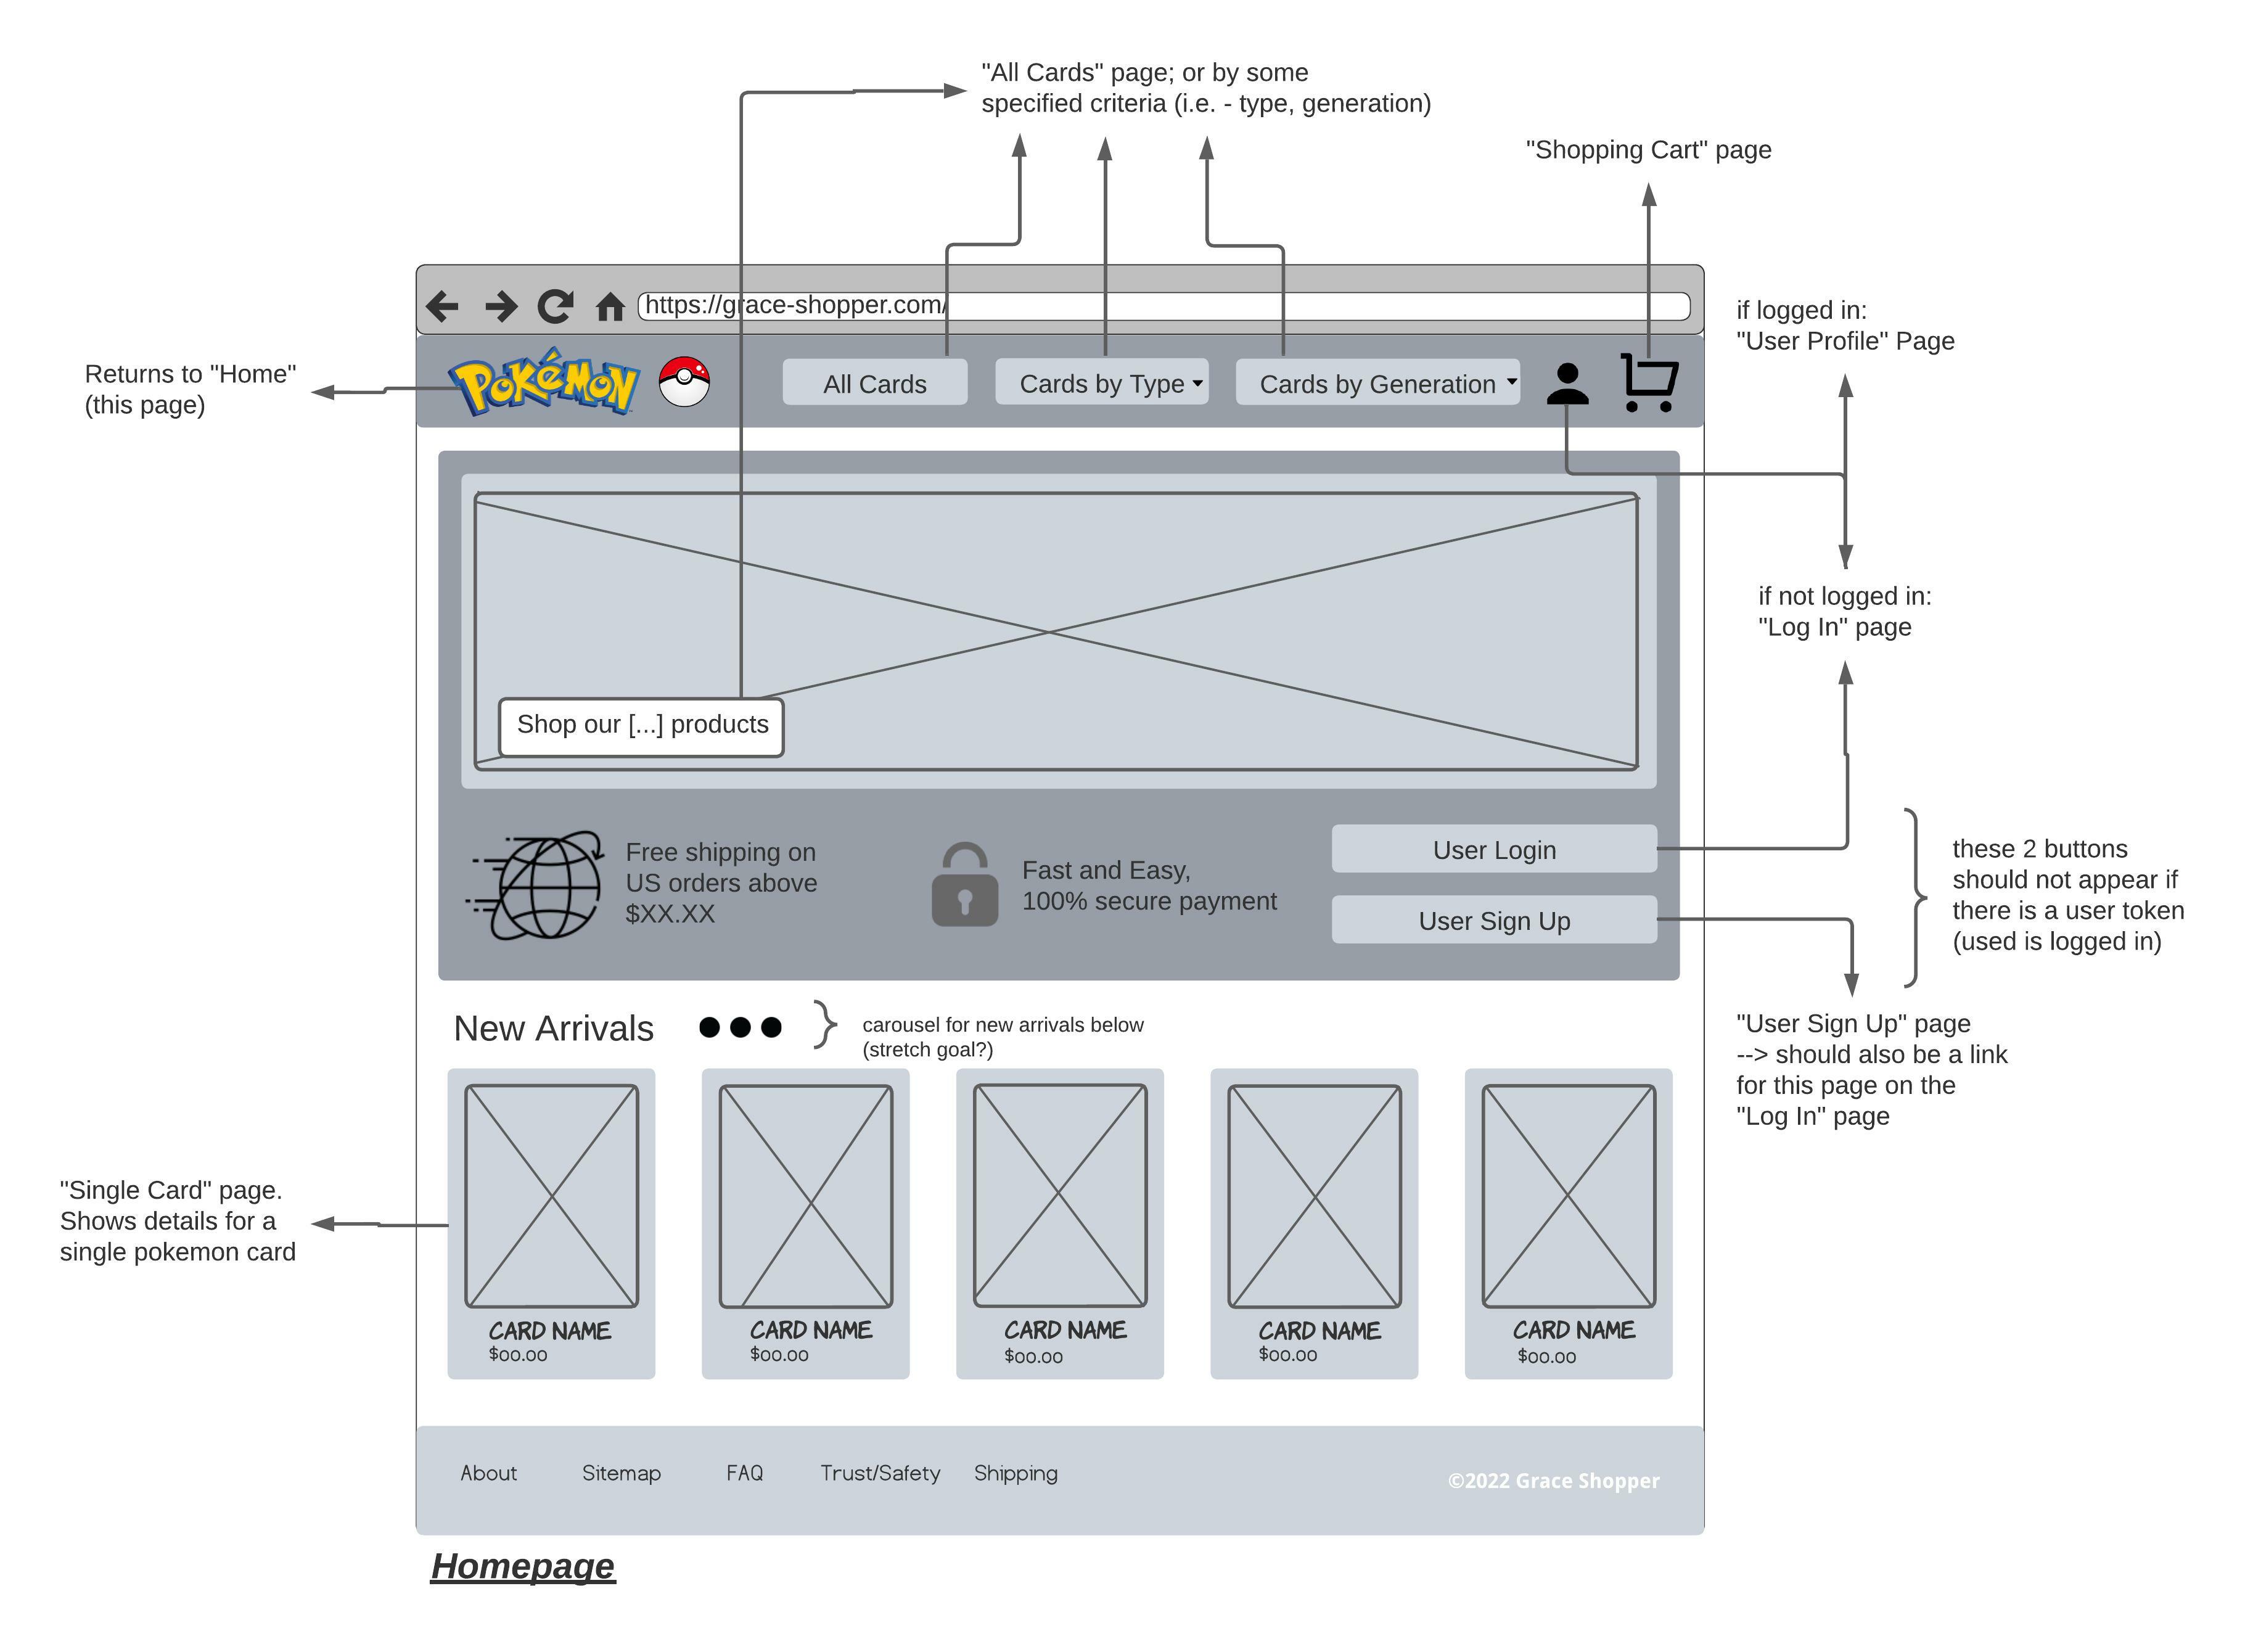 "All Cards" page; or by some
specified criteria (i.e. - type, generation)
"Shopping Cart" page
https://grace-shopper.com/
if logged in:
"User Profile" Page
Returns to "Home"
(this page)
POKéMON
All Cards
Cards by Type
Cards by Generation
if not logged in:
"Log In" page
Shop our [...] products
Free shipping on
US orders above
$XX.XX
Fast and Easy,
100% secure payment
User Login
User Sign Up
these 2 buttons
should not appear if
there is a user token
(used is logged in)
New Arrivals
carousel for new arrivals below
(stretch goal?)
"User Sign Up" page
--> should also be a link
for this page on the
"Log In" page
"Single Card" page.
Shows details for a
single pokemon card
CARD NAME
$00.00
CARD NAME
$00.00
CARD NAME
$00.00
CARD NAME
$00.00
CARD NAME
$00.00
About
Sitemap
FAQ
Trust/Safety
Shipping
©2022 Grace Shopper
Homepage